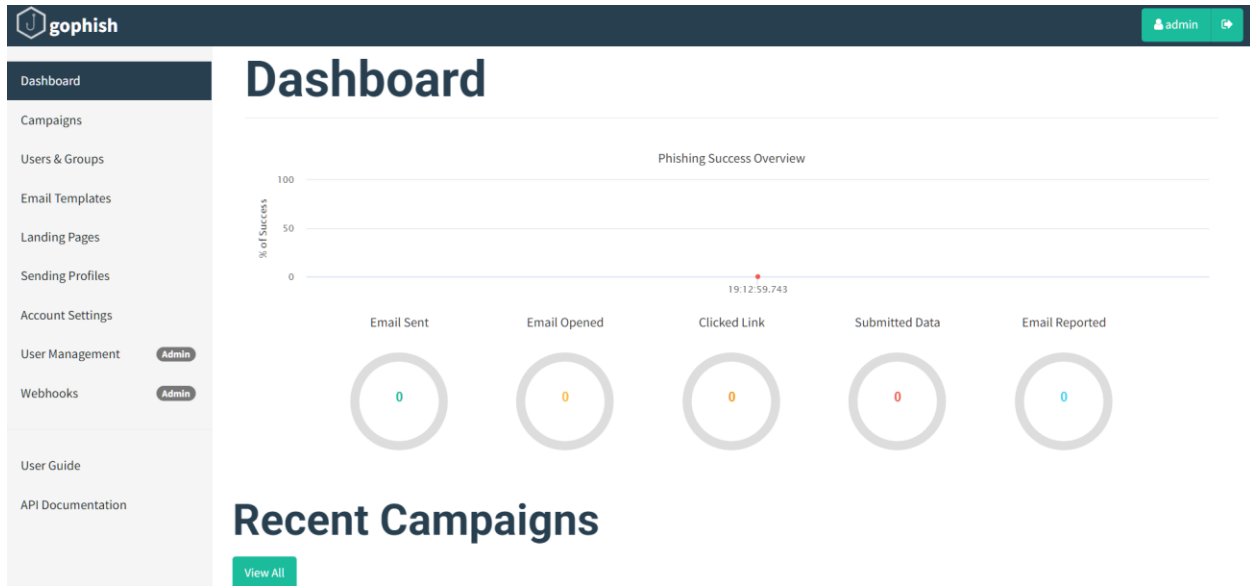 gophish
admin
Dashboard
Campaigns
Users & Groups
Email Templates
Landing Pages
Sending Profiles
Account Settings
User Management Admin
Webhooks Admin
User Guide
API Documentation
Dashboard
Phishing Success Overview
% of Success
100
50
0
19:12:59.743
Email Sent Email Opened Clicked Link Submitted Data Email Reported
0 0 0 0 0
Recent Campaigns
View All